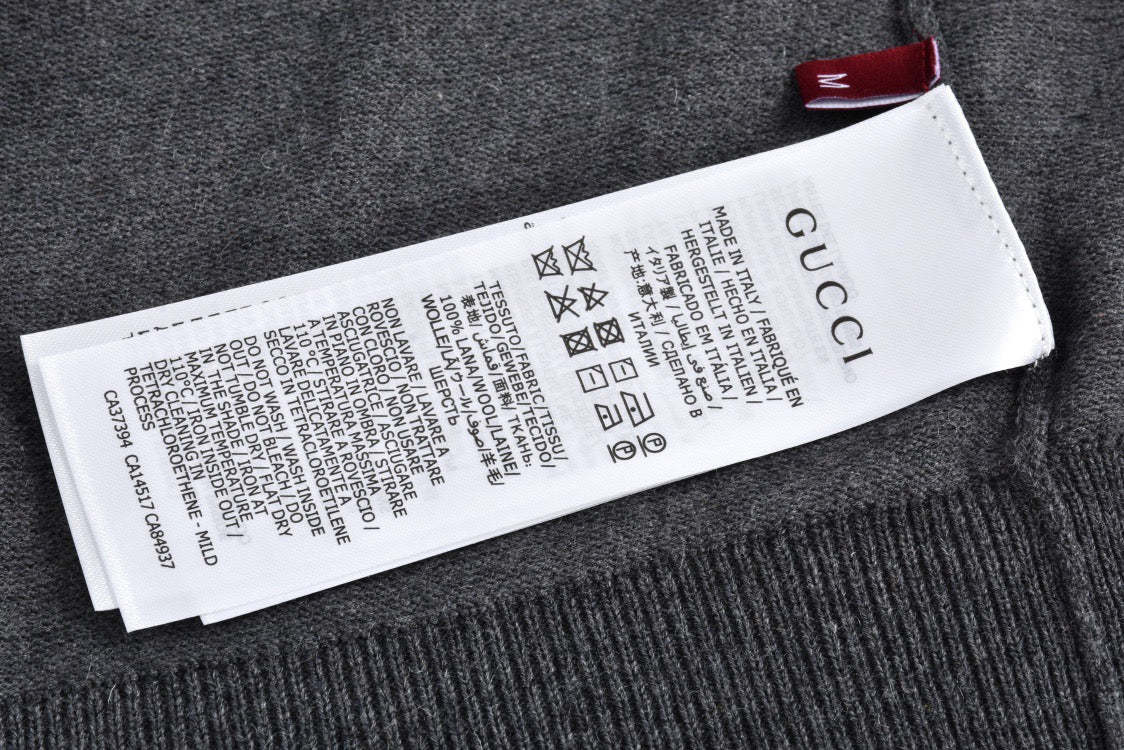 M
GUCCI
MADE IN ITALY / FABRIQUÉ EN
ITALIE / HECHO EN ITALIA /
HERGESTELLT IN ITALIEN /
FABRICADO EM ITALIA /
イタリア製 / صنع في ايطاليا /
产地:意大利 / СДЕЛАНО В
ИТАЛИИ
P P
TESSUTO/FABRIC/TISSU/
TEJIDO/GEWEBE/TECIDO/
表地/قماش/面料/ТКАНЬ:
100% LANA/WOOL/LAINE/
WOLLE/LÃ/ウール/صوف/羊毛/
ШЕРСТЬ
NON LAVARE / LAVARE A
ROVESCIO / NON TRATTARE
CON CLORO / NON USARE
ASCIUGATRICE / ASCIUGARE
IN PIANO IN OMBRA / STIRARE
A TEMPERATURA MASSIMA
110 °C / STIRARE A ROVESCIO /
LAVARE DELICATAMENTE A
SECCO IN TETRACLOROETILENE
DO NOT WASH / WASH INSIDE
OUT / DO NOT BLEACH / DO
NOT TUMBLE DRY / FLAT DRY
IN THE SHADE / IRON AT
MAXIMUM TEMPERATURE
110°C / IRON INSIDE OUT /
DRY CLEANING IN
TETRACHLOROETHENE - MILD
PROCESS
CA37394 CA14517 CA84937